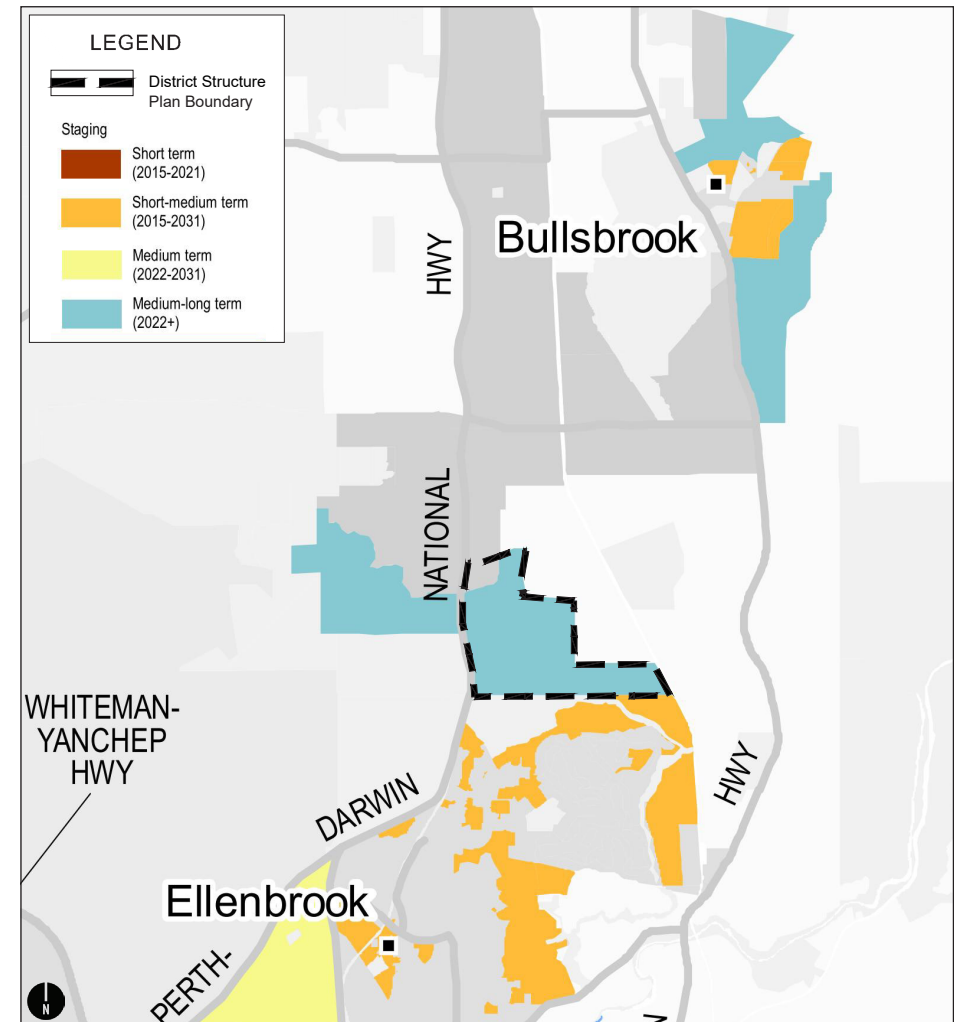 LEGEND
District Structure
Plan Boundary
Staging
Short term
(2015-2021)
Short-medium term
(2015-2031)
Medium term
(2022-2031)
Medium-long term
(2022+)
Bullsbrook
HWY
NATIONAL
WHITEMAN-
YANCHEP
HWY
HWY
DARWIN
Ellenbrook
PERTH-
N
N